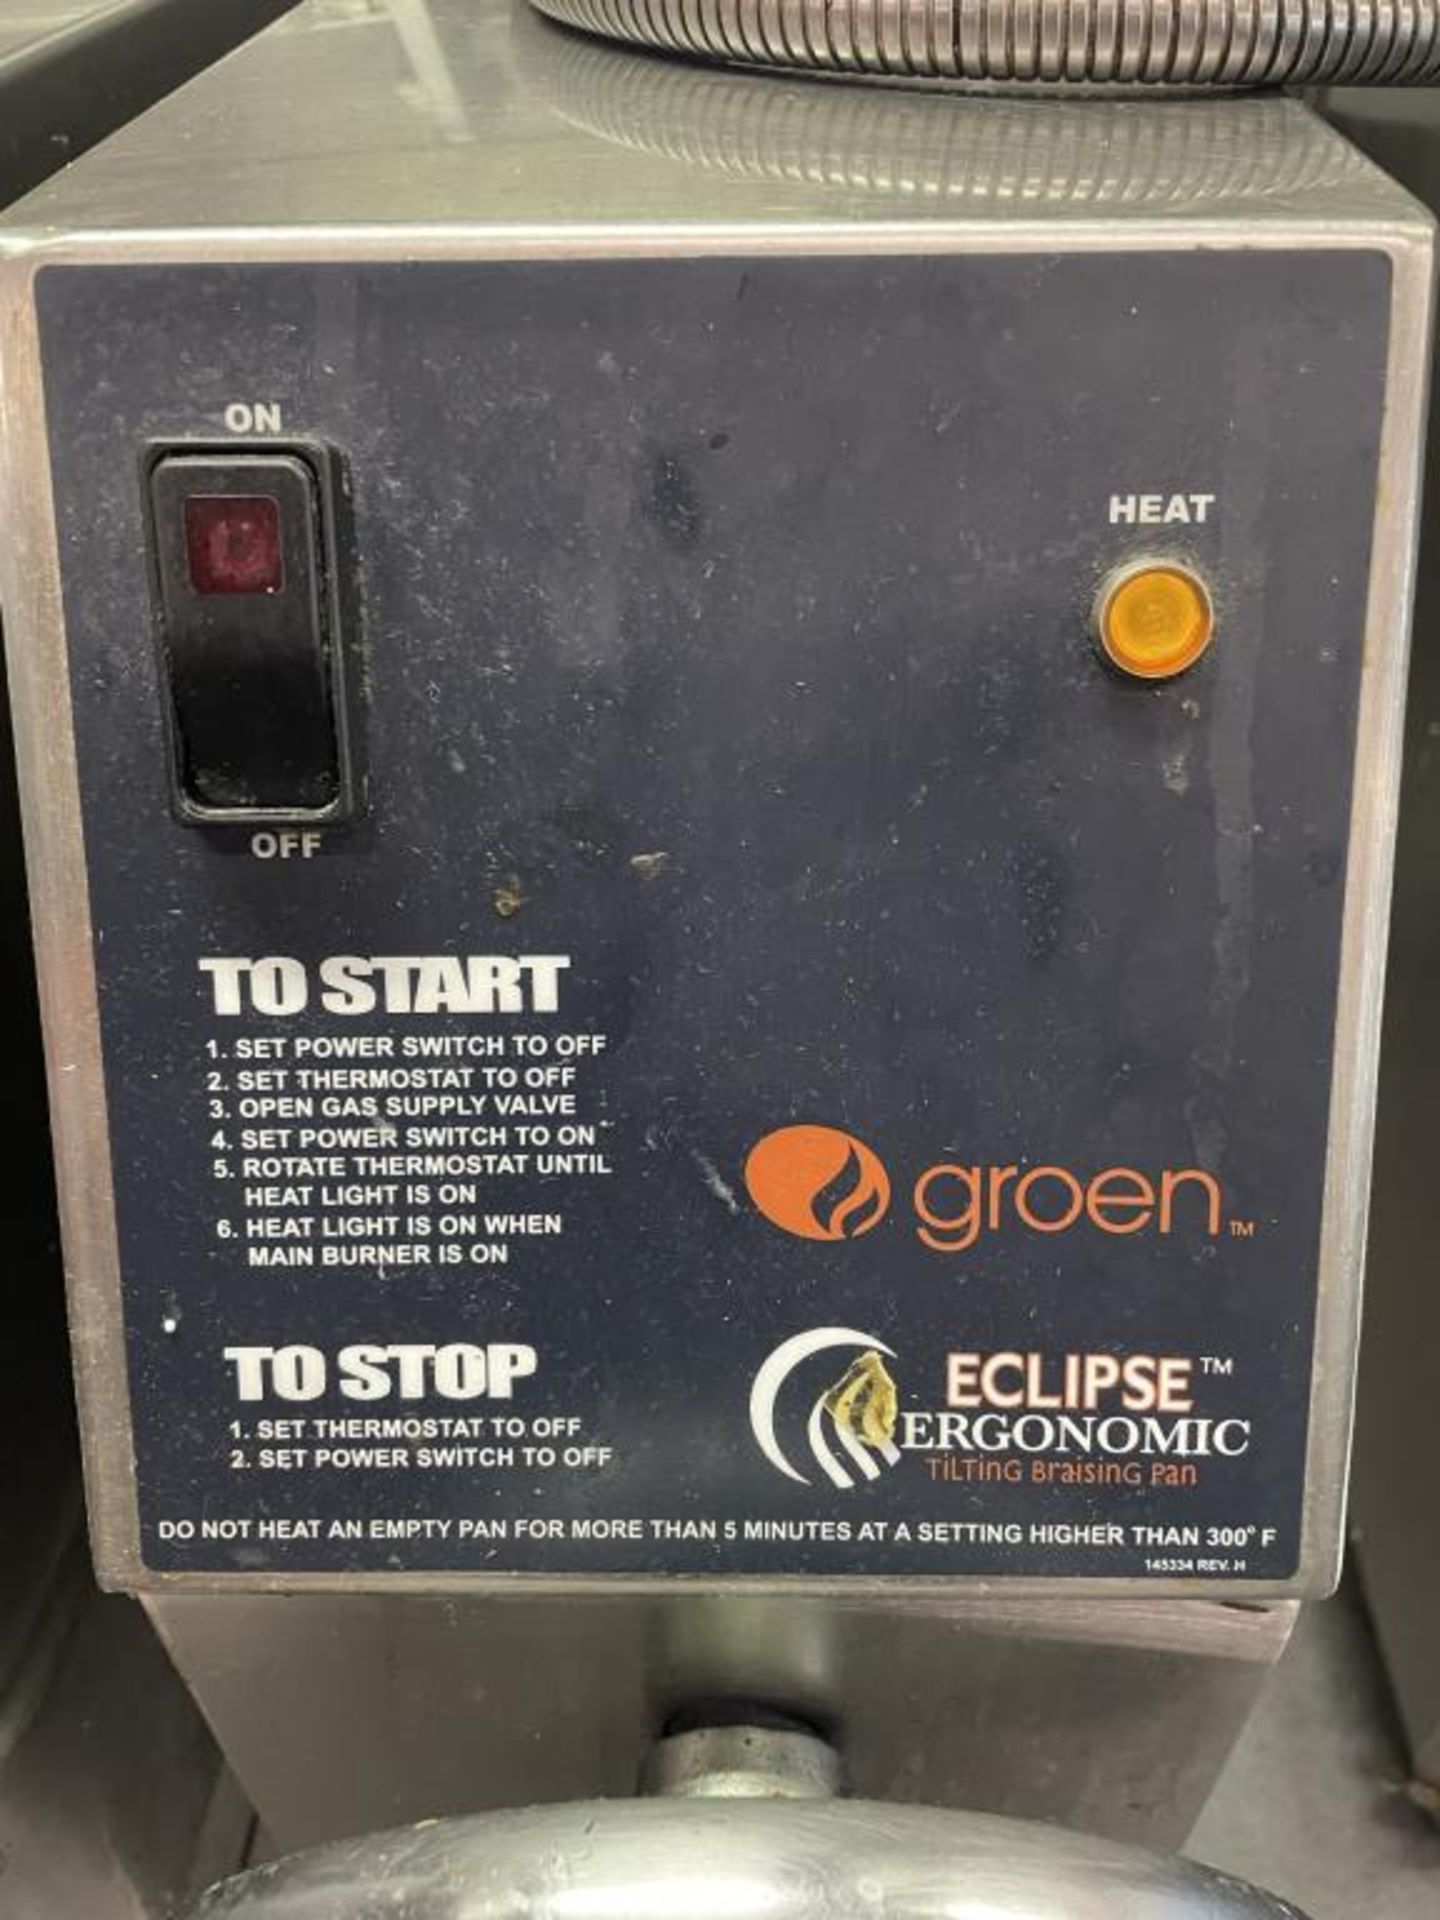 ON
OFF
HEAT
TO START
1. SET POWER SWITCH TO OFF
2. SET THERMOSTAT TO OFF
3. OPEN GAS SUPPLY VALVE
4. SET POWER SWITCH TO ON
5. ROTATE THERMOSTAT UNTIL
HEAT LIGHT IS ON
6. HEAT LIGHT IS ON WHEN
MAIN BURNER IS ON
groen™
TO STOP
1. SET THERMOSTAT TO OFF
2. SET POWER SWITCH TO OFF
ECLIPSE™
ERGONOMIC
TiLTinG BraisinG Pan
DO NOT HEAT AN EMPTY PAN FOR MORE THAN 5 MINUTES AT A SETTING HIGHER THAN 300° F
145334 REV. H